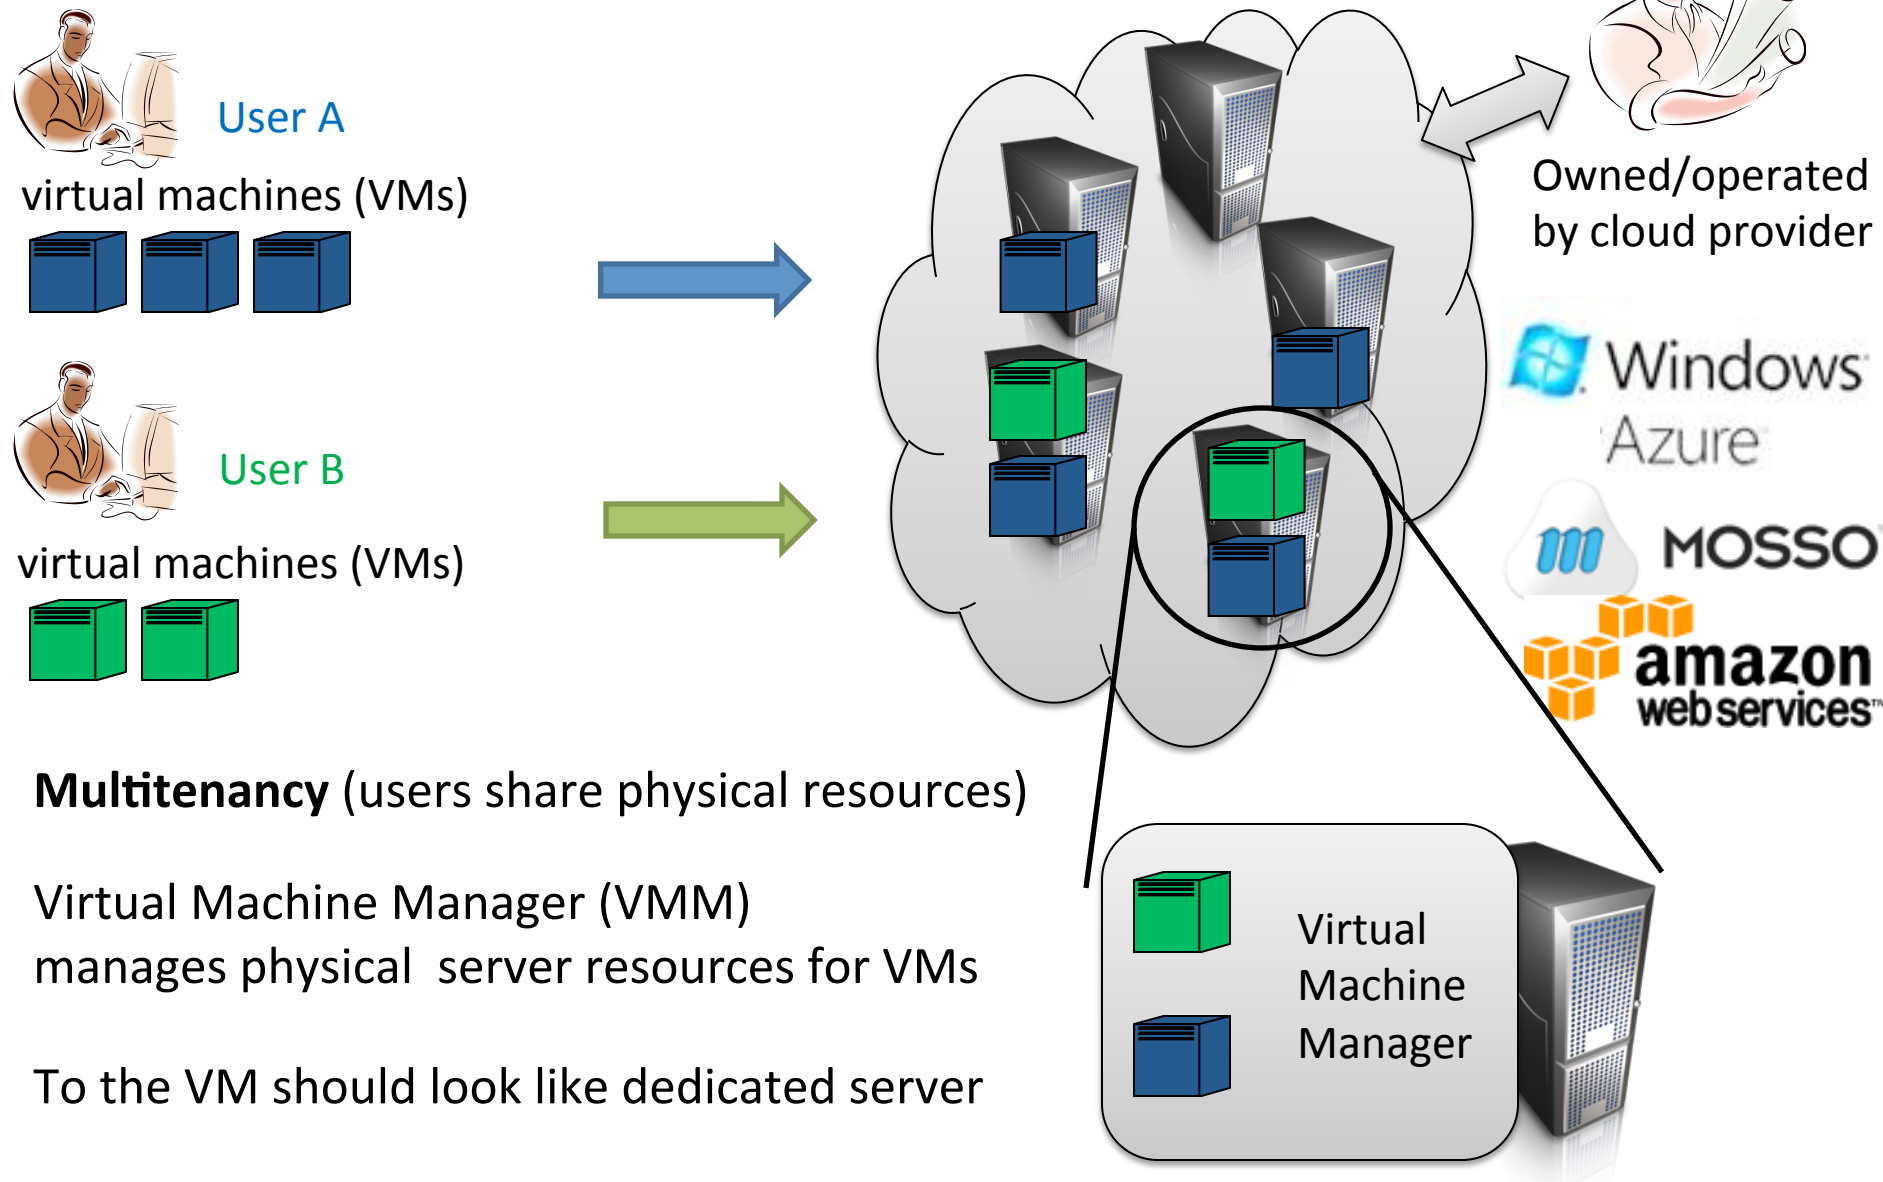 User A
virtual machines (VMs)
User B
virtual machines (VMs)
Owned/operated
by cloud provider
Windows
Azure
m MOSSO
amazon
web services™
Multitenancy (users share physical resources)
Virtual Machine Manager (VMM)
manages physical server resources for VMs
To the VM should look like dedicated server
Virtual
Machine
Manager